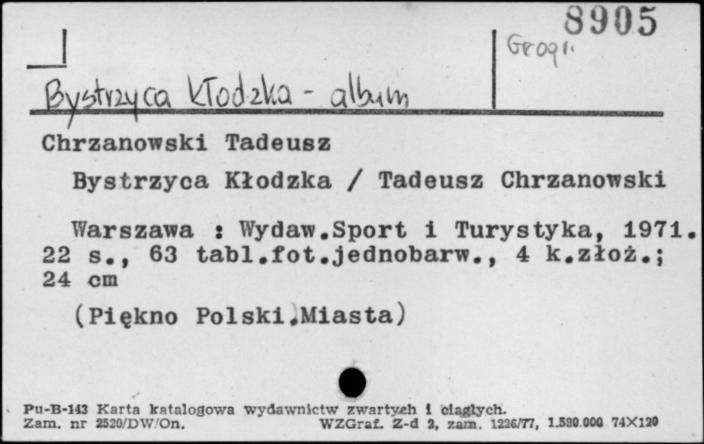 8905
Geogr.
Bystrzyca Kłodzka - album
Chrzanowski Tadeusz
Bystrzyca Kłodzka / Tadeusz Chrzanowski
Warszawa : Wydaw.Sport i Turystyka, 1971.
22 s., 63 tabl.fot.jednobarw., 4 k.złoż.;
24 cm
(Piękno Polski.Miasta)
Pu-B-143 Karta katalogowa wydawnictw zwartych i ciągłych.
Zam. nr 2520/DW/On. WZGraf. Z-d 2, zam. 1226/77, 1.530.000 74X120